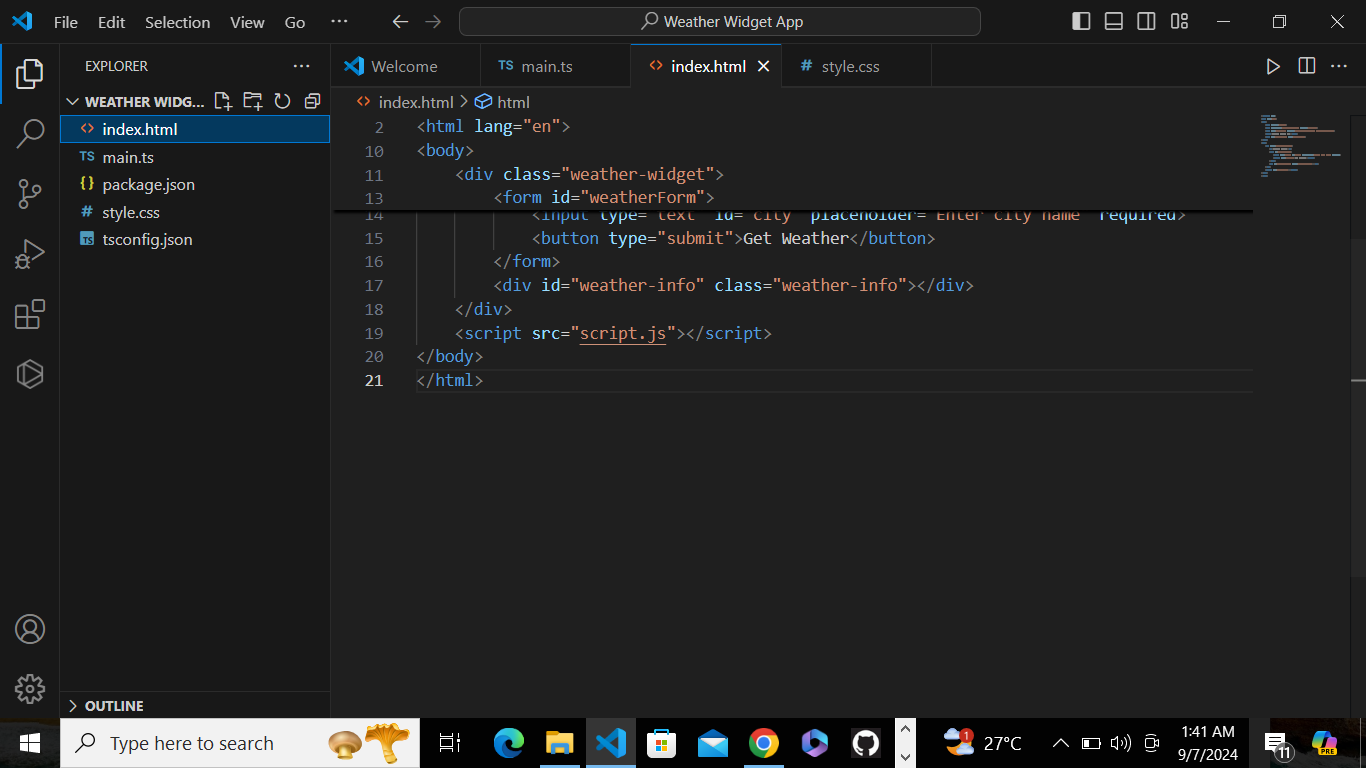 File Edit Selection View Go ··· Weather Widget App
EXPLORER ···
Welcome
TS main.ts
<> index.html
# style.css
WEATHER WIDG...
<> index.html
TS main.ts
{} package.json
# style.css
TS tsconfig.json
<> index.html > html
2 <html lang="en">
10 <body>
11 <div class="weather-widget">
13 <form id="weatherForm">
14 <input type="text" id="city" placeholder="Enter city name" required>
15 <button type="submit">Get Weather</button>
16 </form>
17 <div id="weather-info" class="weather-info"></div>
18 </div>
19 <script src="script.js"></script>
20 </body>
21 </html>
OUTLINE
Type here to search
1
27°C
1:41 AM
9/7/2024
11
PRE